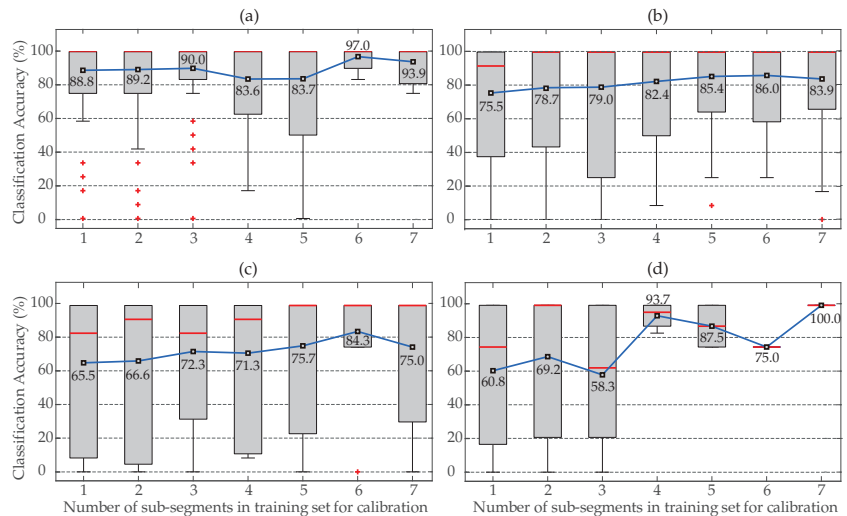 (a) (b)
Classification Accuracy (%)
100 80 60 40 20 0
88.8 89.2 90.0 83.6 83.7 97.0 93.9
1 2 3 4 5 6 7
100 80 60 40 20 0
75.5 78.7 79.0 82.4 85.4 86.0 83.9
1 2 3 4 5 6 7
(c) (d)
Classification Accuracy (%)
100 80 60 40 20 0
65.5 66.6 72.3 71.3 75.7 84.3 75.0
1 2 3 4 5 6 7
Number of sub-segments in training set for calibration
100 80 60 40 20 0
60.8 69.2 58.3 93.7 87.5 75.0 100.0
1 2 3 4 5 6 7
Number of sub-segments in training set for calibration